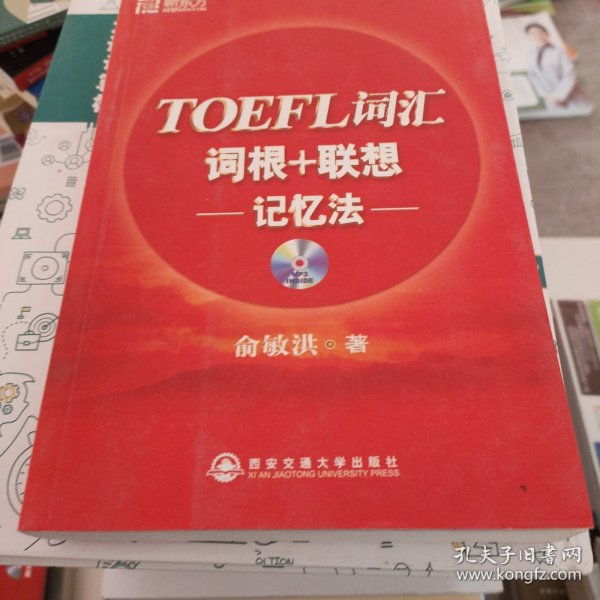 新东方
TOEFL词汇
词根+联想
记忆法
MP3
INSIDE
俞敏洪 著
西安交通大学出版社
XI'AN JIAOTONG UNIVERSITY PRESS
OLTION
孔夫子旧书网
www.kongfz.com